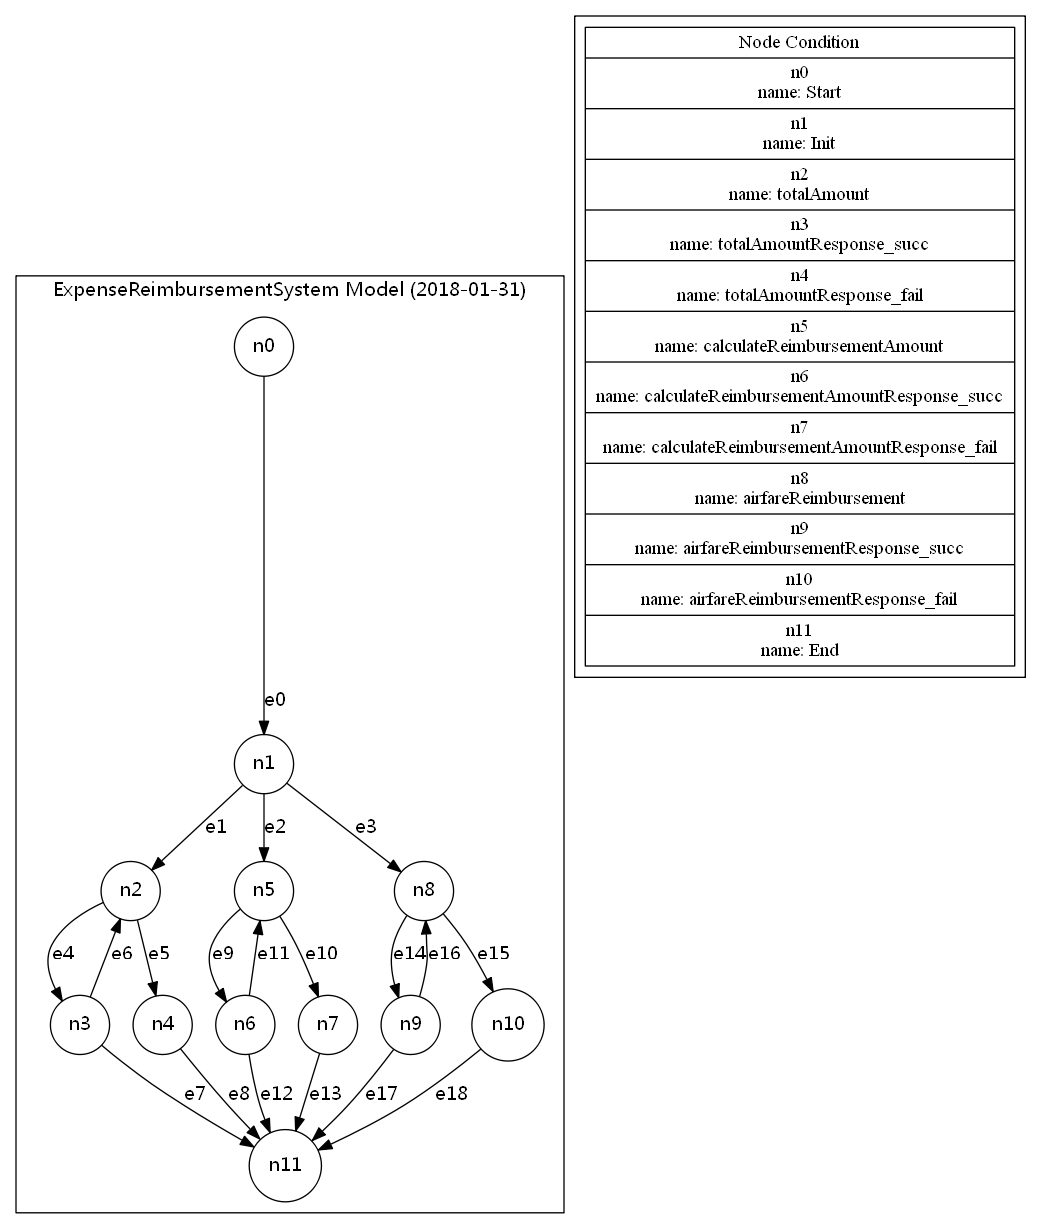 ExpenseReimbursementSystem Model (2018-01-31)
n0
e0
n1
e1
e2
e3
n2
n5
n8
e4
e6
e5
e9
e11
e10
e14
e16
e15
n3
n4
n6
n7
n9
n10
e7
e8
e12
e13
e17
e18
n11
Node Condition
n0
name: Start
n1
name: Init
n2
name: totalAmount
n3
name: totalAmountResponse_succ
n4
name: totalAmountResponse_fail
n5
name: calculateReimbursementAmount
n6
name: calculateReimbursementAmountResponse_succ
n7
name: calculateReimbursementAmountResponse_fail
n8
name: airfareReimbursement
n9
name: airfareReimbursementResponse_succ
n10
name: airfareReimbursementResponse_fail
n11
name: End